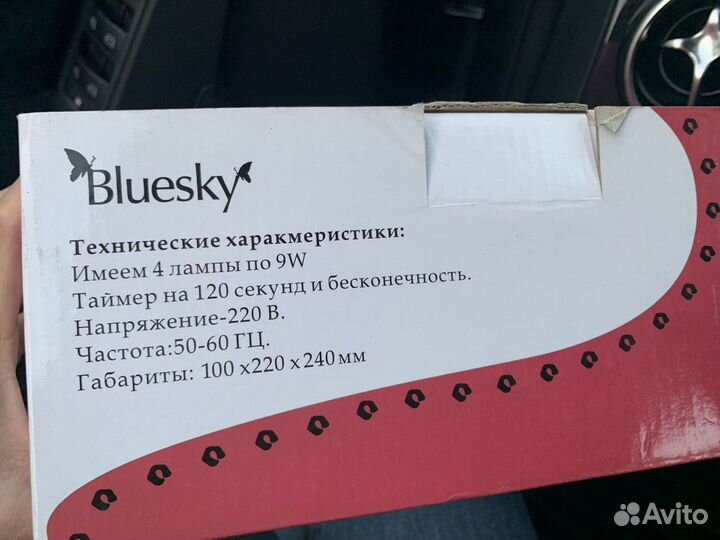 Bluesky
Технические харакмеристики:
Имеем 4 лампы по 9W
Таймер на 120 секунд и бесконечность.
Напряжение-220 В.
Частота:50-60 ГЦ.
Габариты: 100 х220 х 240 мм
Avito